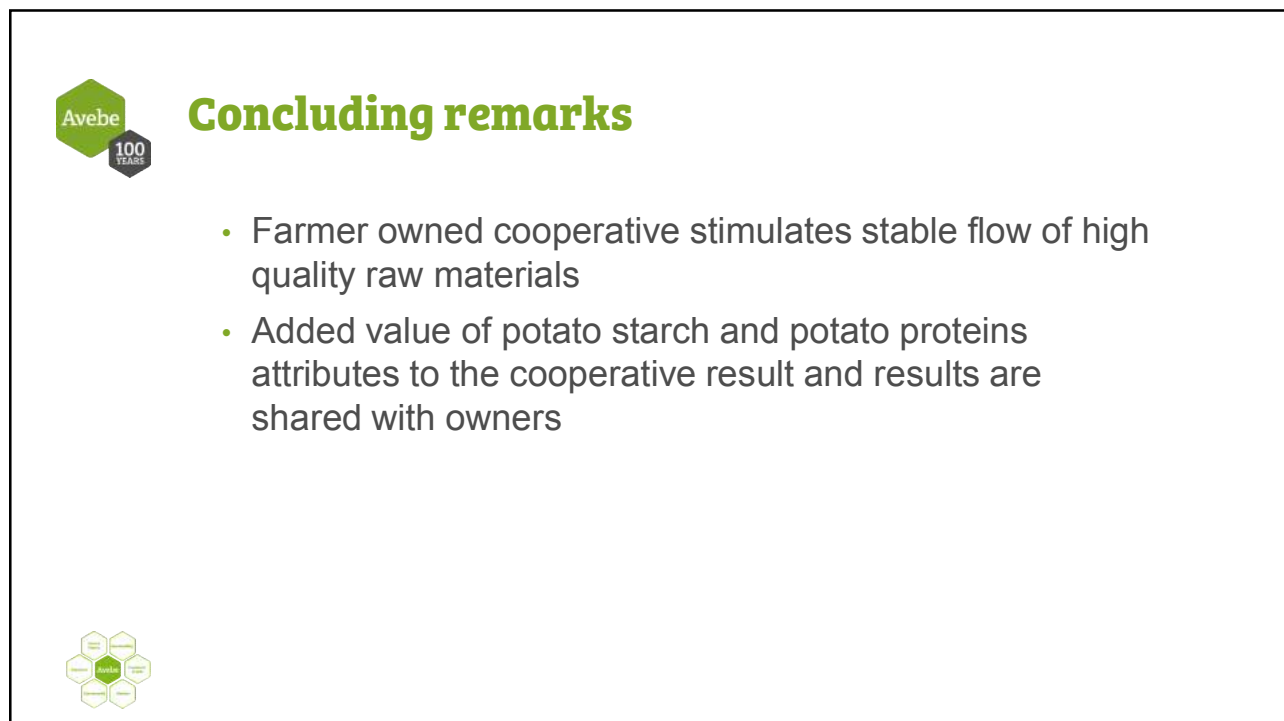 Avebe
100
YEARS
Concluding remarks
• Farmer owned cooperative stimulates stable flow of high
quality raw materials
• Added value of potato starch and potato proteins
attributes to the cooperative result and results are
shared with owners
Avebe